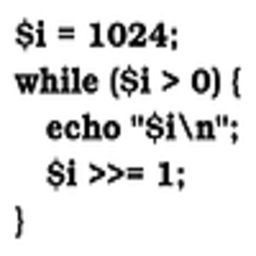 $i = 1024;
while ($i > 0) {
echo "$i\n";
$i >>= 1;
}